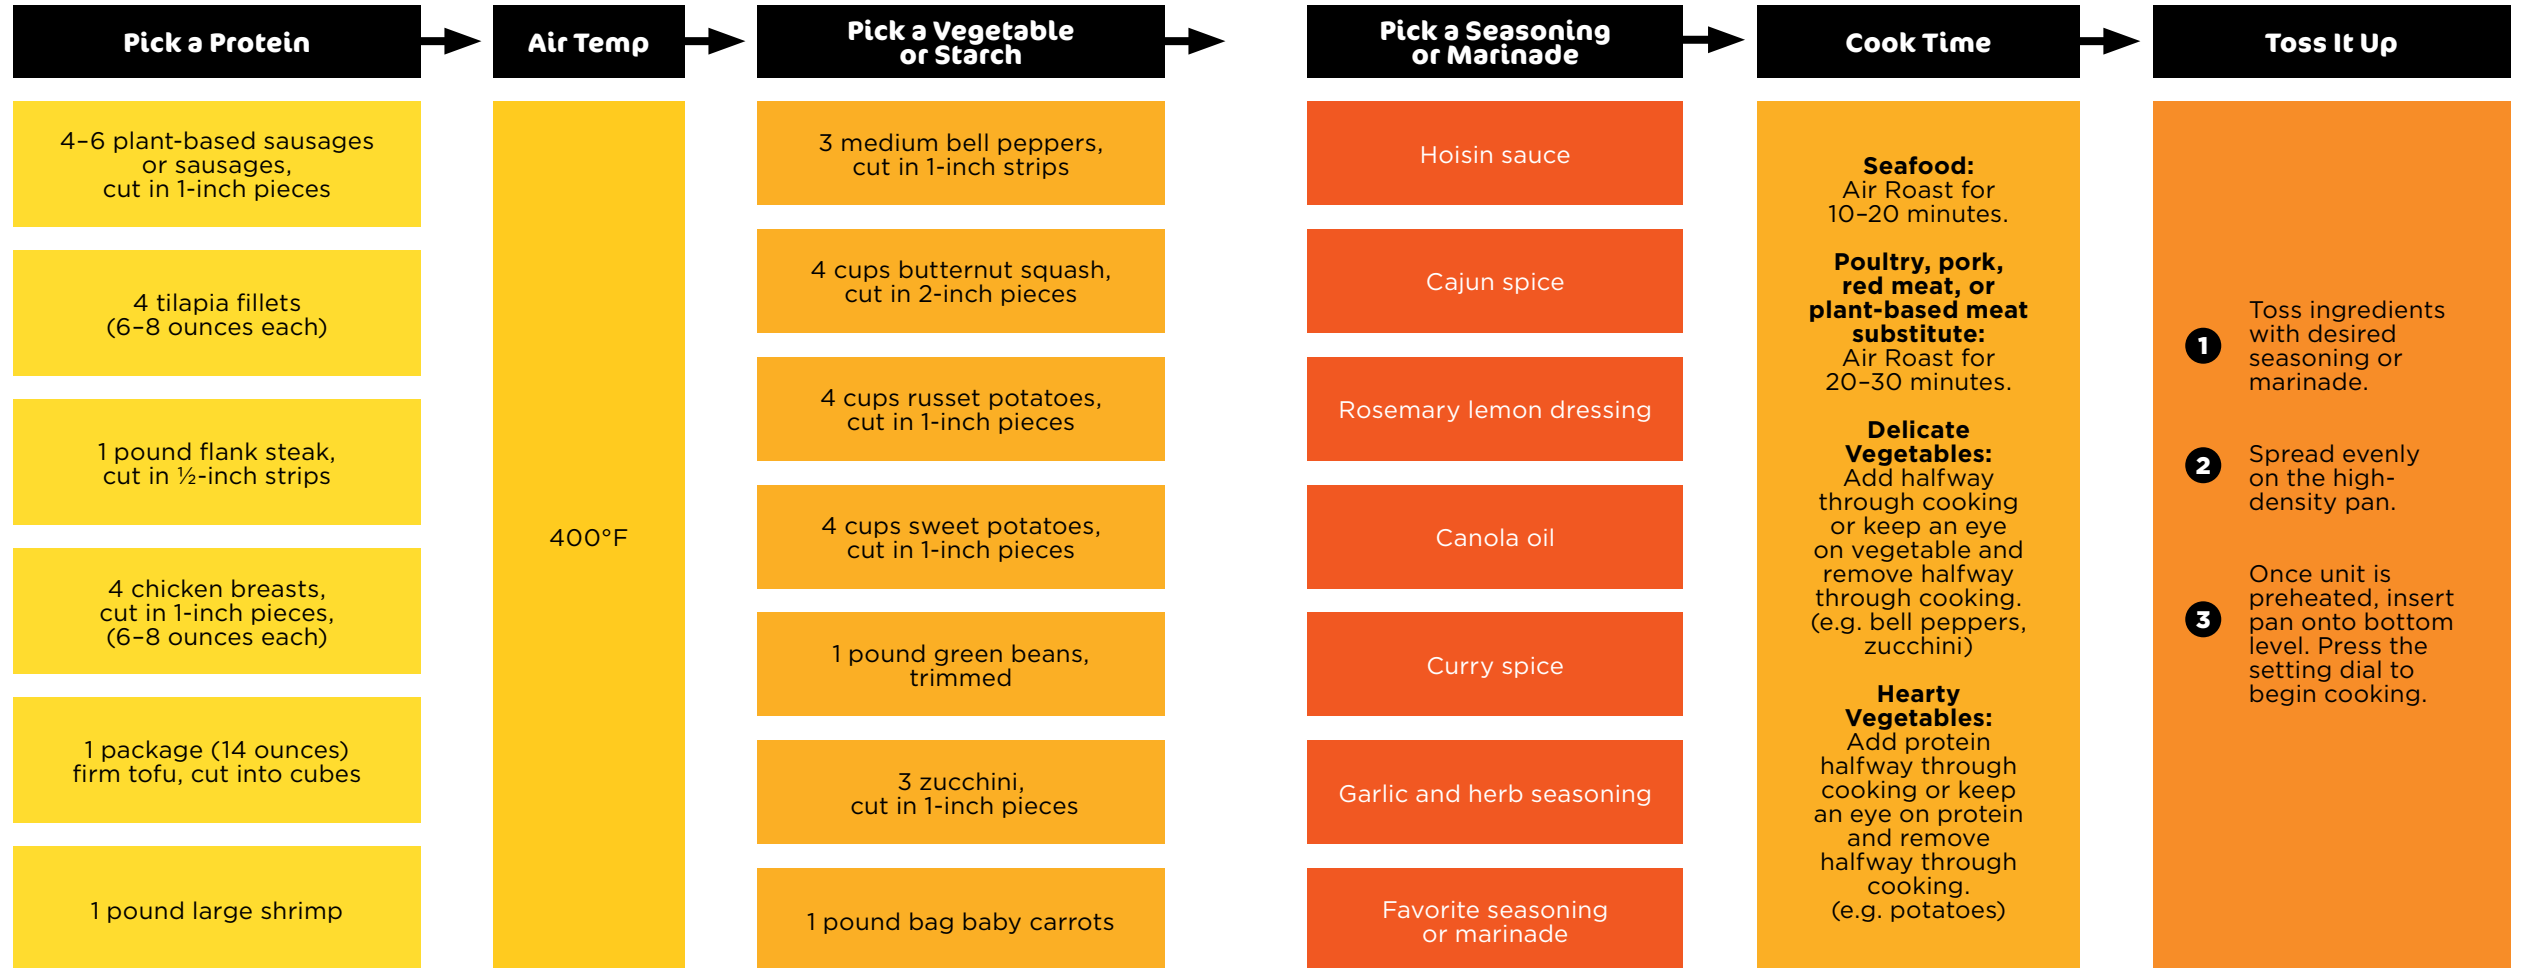 Pick a Protein
4–6 plant-based sausages
or sausages,
cut in 1-inch pieces
4 tilapia fillets
(6–8 ounces each)
1 pound flank steak,
cut in ½-inch strips
4 chicken breasts,
cut in 1-inch pieces,
(6–8 ounces each)
1 package (14 ounces)
firm tofu, cut into cubes
1 pound large shrimp
Air Temp
400°F
Pick a Vegetable
or Starch
3 medium bell peppers,
cut in 1-inch strips
4 cups butternut squash,
cut in 2-inch pieces
4 cups russet potatoes,
cut in 1-inch pieces
4 cups sweet potatoes,
cut in 1-inch pieces
1 pound green beans,
trimmed
3 zucchini,
cut in 1-inch pieces
1 pound bag baby carrots
Pick a Seasoning
or Marinade
Hoisin sauce
Cajun spice
Rosemary lemon dressing
Canola oil
Curry spice
Garlic and herb seasoning
Favorite seasoning
or marinade
Cook Time
Seafood:
Air Roast for
10–20 minutes.
Poultry, pork,
red meat, or
plant-based meat
substitute:
Air Roast for
20–30 minutes.
Delicate
Vegetables:
Add halfway
through cooking
or keep an eye
on vegetable and
remove halfway
through cooking.
(e.g. bell peppers,
zucchini)
Hearty
Vegetables:
Add protein
halfway through
cooking or keep
an eye on protein
and remove
halfway through
cooking.
(e.g. potatoes)
Toss It Up
1
Toss ingredients
with desired
seasoning or
marinade.
2
Spread evenly
on the high-
density pan.
3
Once unit is
preheated, insert
pan onto bottom
level. Press the
setting dial to
begin cooking.